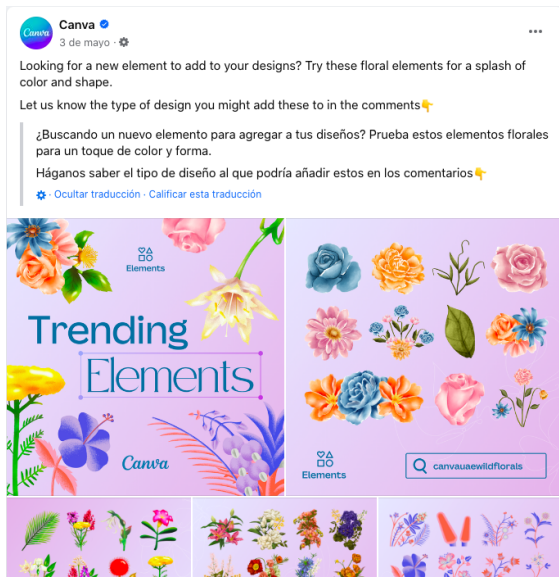 Canva
3 de mayo ·
Looking for a new element to add to your designs? Try these floral elements for a splash of
color and shape.
Let us know the type of design you might add these to in the comments👇
¿Buscando un nuevo elemento para agregar a tus diseños? Prueba estos elementos florales
para un toque de color y forma.
Háganos saber el tipo de diseño al que podría añadir estos en los comentarios👇
· Ocultar traducción · Calificar esta traducción
Canva
Elements
Trending
Elements
Canva
Elements
canvauaewildflorals